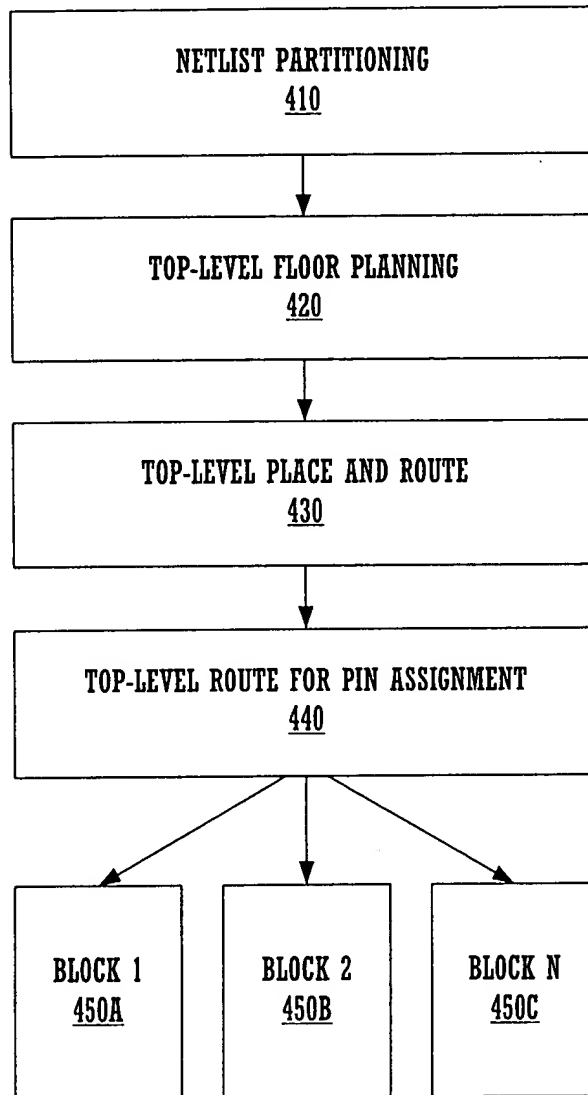 NETLIST PARTITIONING
410
TOP-LEVEL FLOOR PLANNING
420
TOP-LEVEL PLACE AND ROUTE
430
TOP-LEVEL ROUTE FOR PIN ASSIGNMENT
440
BLOCK 1
450A
BLOCK 2
450B
BLOCK N
450C